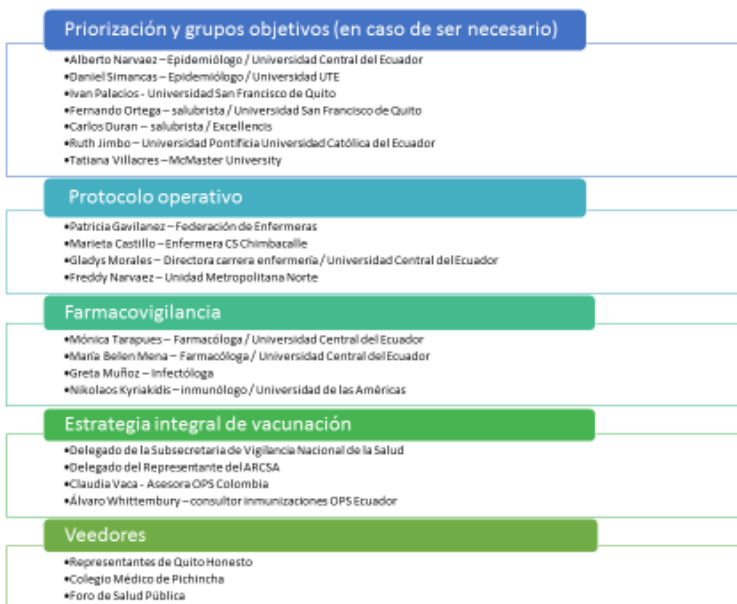 Priorización y grupos objetivos (en caso de ser necesario)
•Alberto Narvaez – Epidemiólogo / Universidad Central del Ecuador
•Daniel Simancas – Epidemiólogo / Universidad UTE
•Ivan Palacios - Universidad San Francisco de Quito
•Fernando Ortega – salubrista / Universidad San Francisco de Quito
•Carlos Duran – salubrista / Excellencis
•Ruth Jimbo – Universidad Pontificia Universidad Católica del Ecuador
•Tatiana Villacres – McMaster University
Protocolo operativo
•Patricia Gavilanez – Federación de Enfermeras
•Marieta Castillo – Enfermera CS Chimbacalle
•Gladys Morales – Directora carrera enfermería / Universidad Central del Ecuador
•Freddy Narvaez – Unidad Metropolitana Norte
Farmacovigilancia
•Mónica Tarapues – Farmacóloga / Universidad Central del Ecuador
•María Belen Mena – Farmacóloga / Universidad Central del Ecuador
•Greta Muñoz – Infectóloga
•Nikolaos Kyriakidis – inmunólogo / Universidad de las Américas
Estrategia integral de vacunación
•Delegado de la Subsecretaria de Vigilancia Nacional de la Salud
•Delegado del Representante del ARCSA
•Claudia Vaca - Asesora OPS Colombia
•Álvaro Whittembury – consultor inmunizaciones OPS Ecuador
Veedores
•Representantes de Quito Honesto
•Colegio Médico de Pichincha
•Foro de Salud Pública